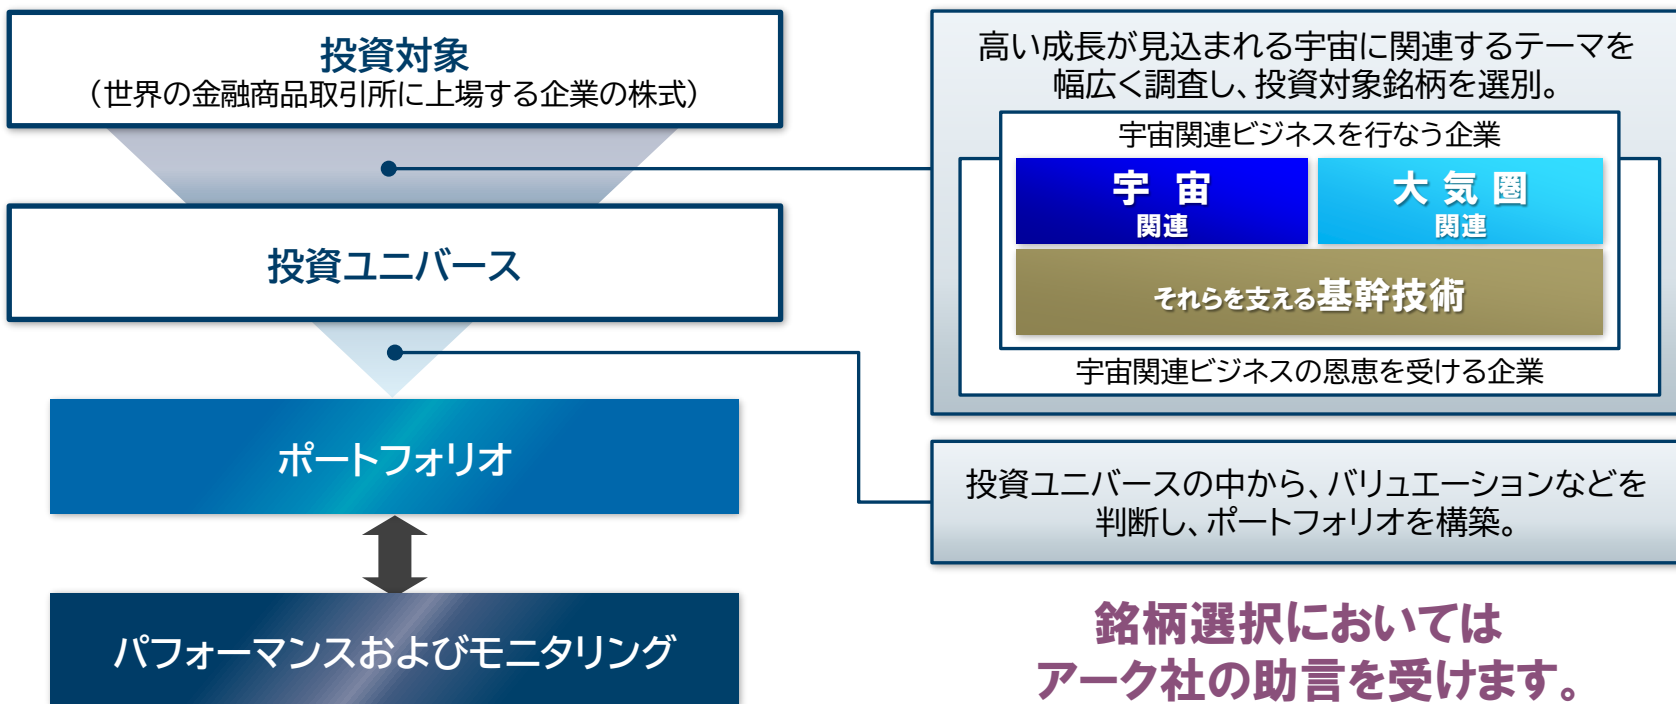 投資対象
（世界の金融商品取引所に上場する企業の株式）
投資ユニバース
ポートフォリオ
パフォーマンスおよびモニタリング
高い成長が見込まれる宇宙に関連するテーマを
幅広く調査し、投資対象銘柄を選別。
宇宙関連ビジネスを行なう企業
宇宙
関連
大気圏
関連
それらを支える基幹技術
宇宙関連ビジネスの恩恵を受ける企業
投資ユニバースの中から、バリュエーションなどを
判断し、ポートフォリオを構築。
銘柄選択においては
アーク社の助言を受けます。